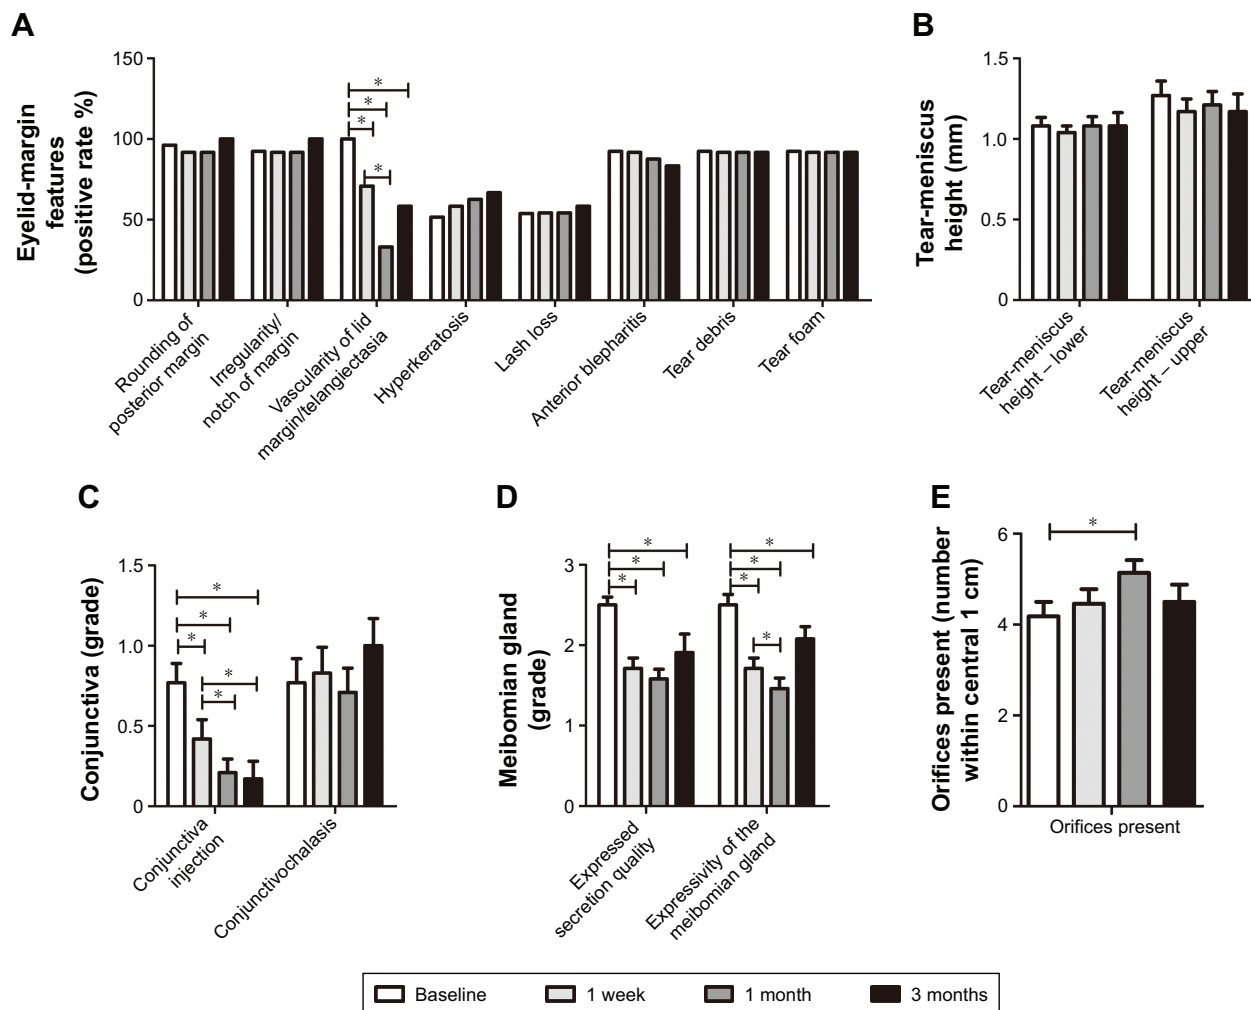 A
Eyelid-margin
features
(positive rate %)
150
100
50
0
*
*
*
*
Rounding of
posterior margin
Irregularity/
notch of margin
Vascularity of lid
margin/telangiectasia
Hyperkeratosis
Lash loss
Anterior blepharitis
Tear debris
Tear foam
B
Tear-meniscus
height (mm)
1.5
1.0
0.5
0
Tear-meniscus
height – lower
Tear-meniscus
height – upper
C
Conjunctiva (grade)
1.5
1.0
0.5
0
*
*
*
*
*
Conjunctiva
injection
Conjunctivochalasis
D
Meibomian gland
(grade)
3
2
1
0
*
*
*
*
*
*
*
Expressed
secretion quality
Expressivity of the
meibomian gland
E
Orifices present (number
within central 1 cm)
6
4
2
0
*
Orifices present
Baseline
1 week
1 month
3 months